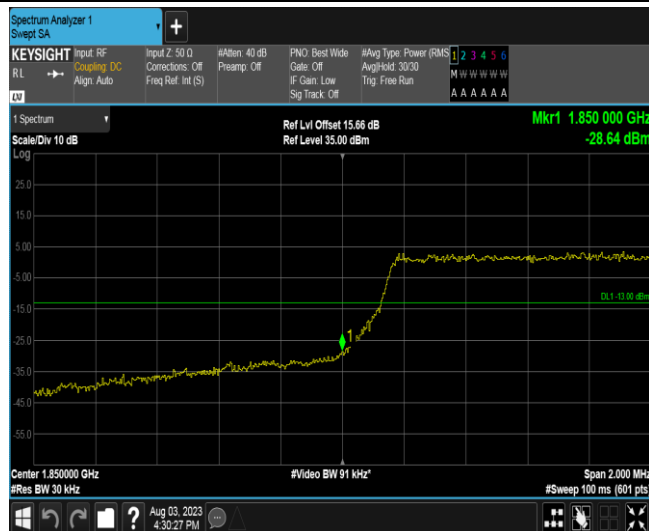 Spectrum Analyzer 1
Swept SA
+
KEYSIGHT
RL
LXI
Input: RF
Coupling: DC
Align: Auto
Input Z: 50 Ω
Corrections: Off
Freq Ref: Int (S)
#Atten: 40 dB
Preamp: Off
PNO: Best Wide
Gate: Off
IF Gain: Low
Sig Track: Off
#Avg Type: Power (RMS
Avg|Hold: 30/30
Trig: Free Run
1 2 3 4 5 6
M W W W W W
A A A A A A
1 Spectrum
Scale/Div 10 dB
Ref Lvl Offset 15.66 dB
Ref Level 35.00 dBm
Mkr1 1.850 000 GHz
-28.64 dBm
Log
25.0
15.0
5.00
-5.00
DL1 -13.00 dBm
-15.0
1
-25.0
-35.0
-45.0
-55.0
Center 1.850000 GHz
#Res BW 30 kHz
#Video BW 91 kHz*
Span 2.000 MHz
#Sweep 100 ms (601 pts)
?
Aug 03, 2023
4:30:27 PM